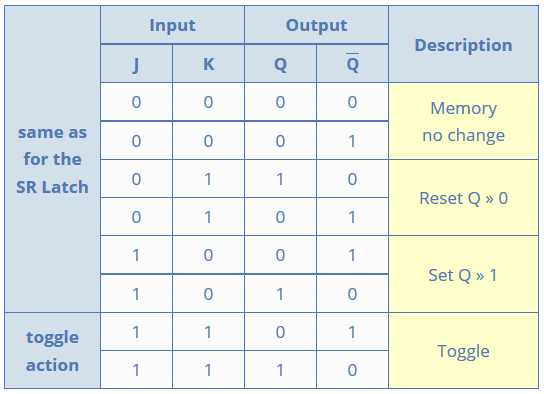 Input Output Description
J K Q Q̅
same as for the SR Latch 0 0 0 0 Memory no change
0 0 0 1
0 1 1 0 Reset Q » 0
0 1 0 1
1 0 0 1 Set Q » 1
1 0 1 0
toggle action 1 1 0 1 Toggle
1 1 1 0